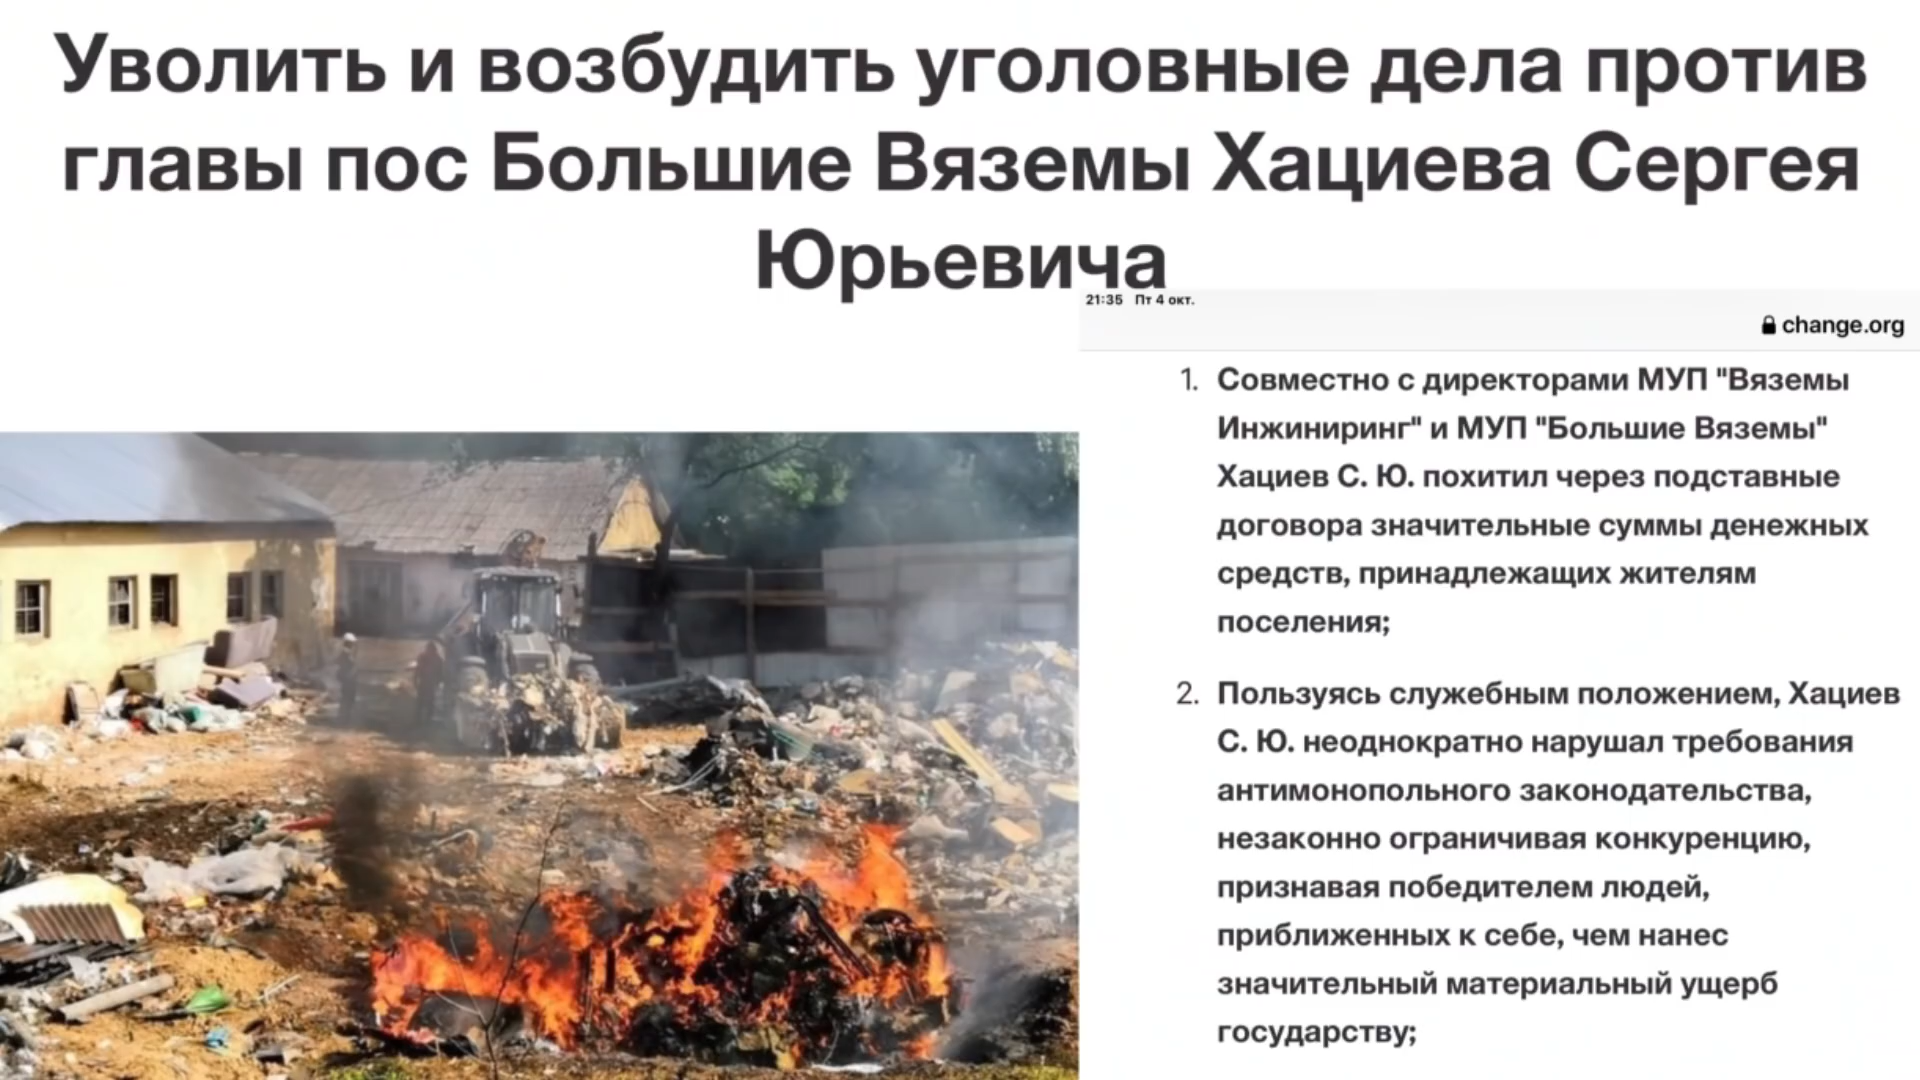 Уволить и возбудить уголовные дела против
главы пос Большие Вяземы Хациева Сергея
Юрьевича
21:35 Пт 4 окт.
change.org
1. Совместно с директорами МУП "Вяземы
Инжиниринг" и МУП "Большие Вяземы"
Хациев С. Ю. похитил через подставные
договора значительные суммы денежных
средств, принадлежащих жителям
поселения;
2. Пользуясь служебным положением, Хациев
С. Ю. неоднократно нарушал требования
антимонопольного законодательства,
незаконно ограничивая конкуренцию,
признавая победителем людей,
приближенных к себе, чем нанес
значительный материальный ущерб
государству;